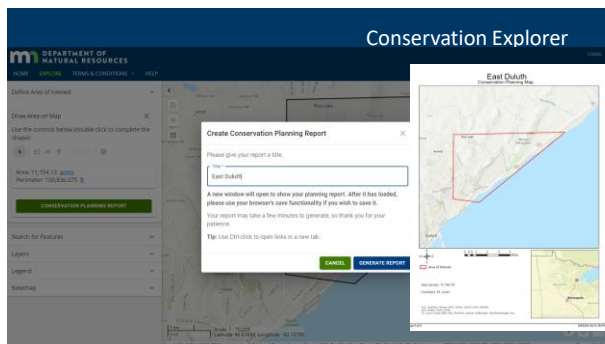 Conservation Explorer
DEPARTMENT OF
NATURAL RESOURCES
LOGIN
HOME EXPLORE TERMS & CONDITIONS HELP
Define Area of Interest
Draw Area on Map
Use the controls below (double click to complete the
shape):
Area: 11,154.13 acres
Perimeter: 100,836.075 ft
CONSERVATION PLANNING REPORT
Search for Features
Layers
Legend
Basemap
Create Conservation Planning Report
Please give your report a title.
Title *
East Duluth
A new window will open to show your planning report. After it has loaded,
please use your browser's save functionality if you wish to save it.
Your report may take a few minutes to generate, so thank you for your
patience.
Tip: Use Ctrl-click to open links in a new tab.
CANCEL GENERATE REPORT
East Duluth
Conservation Planning Map
Area of Interest
Minneapolis